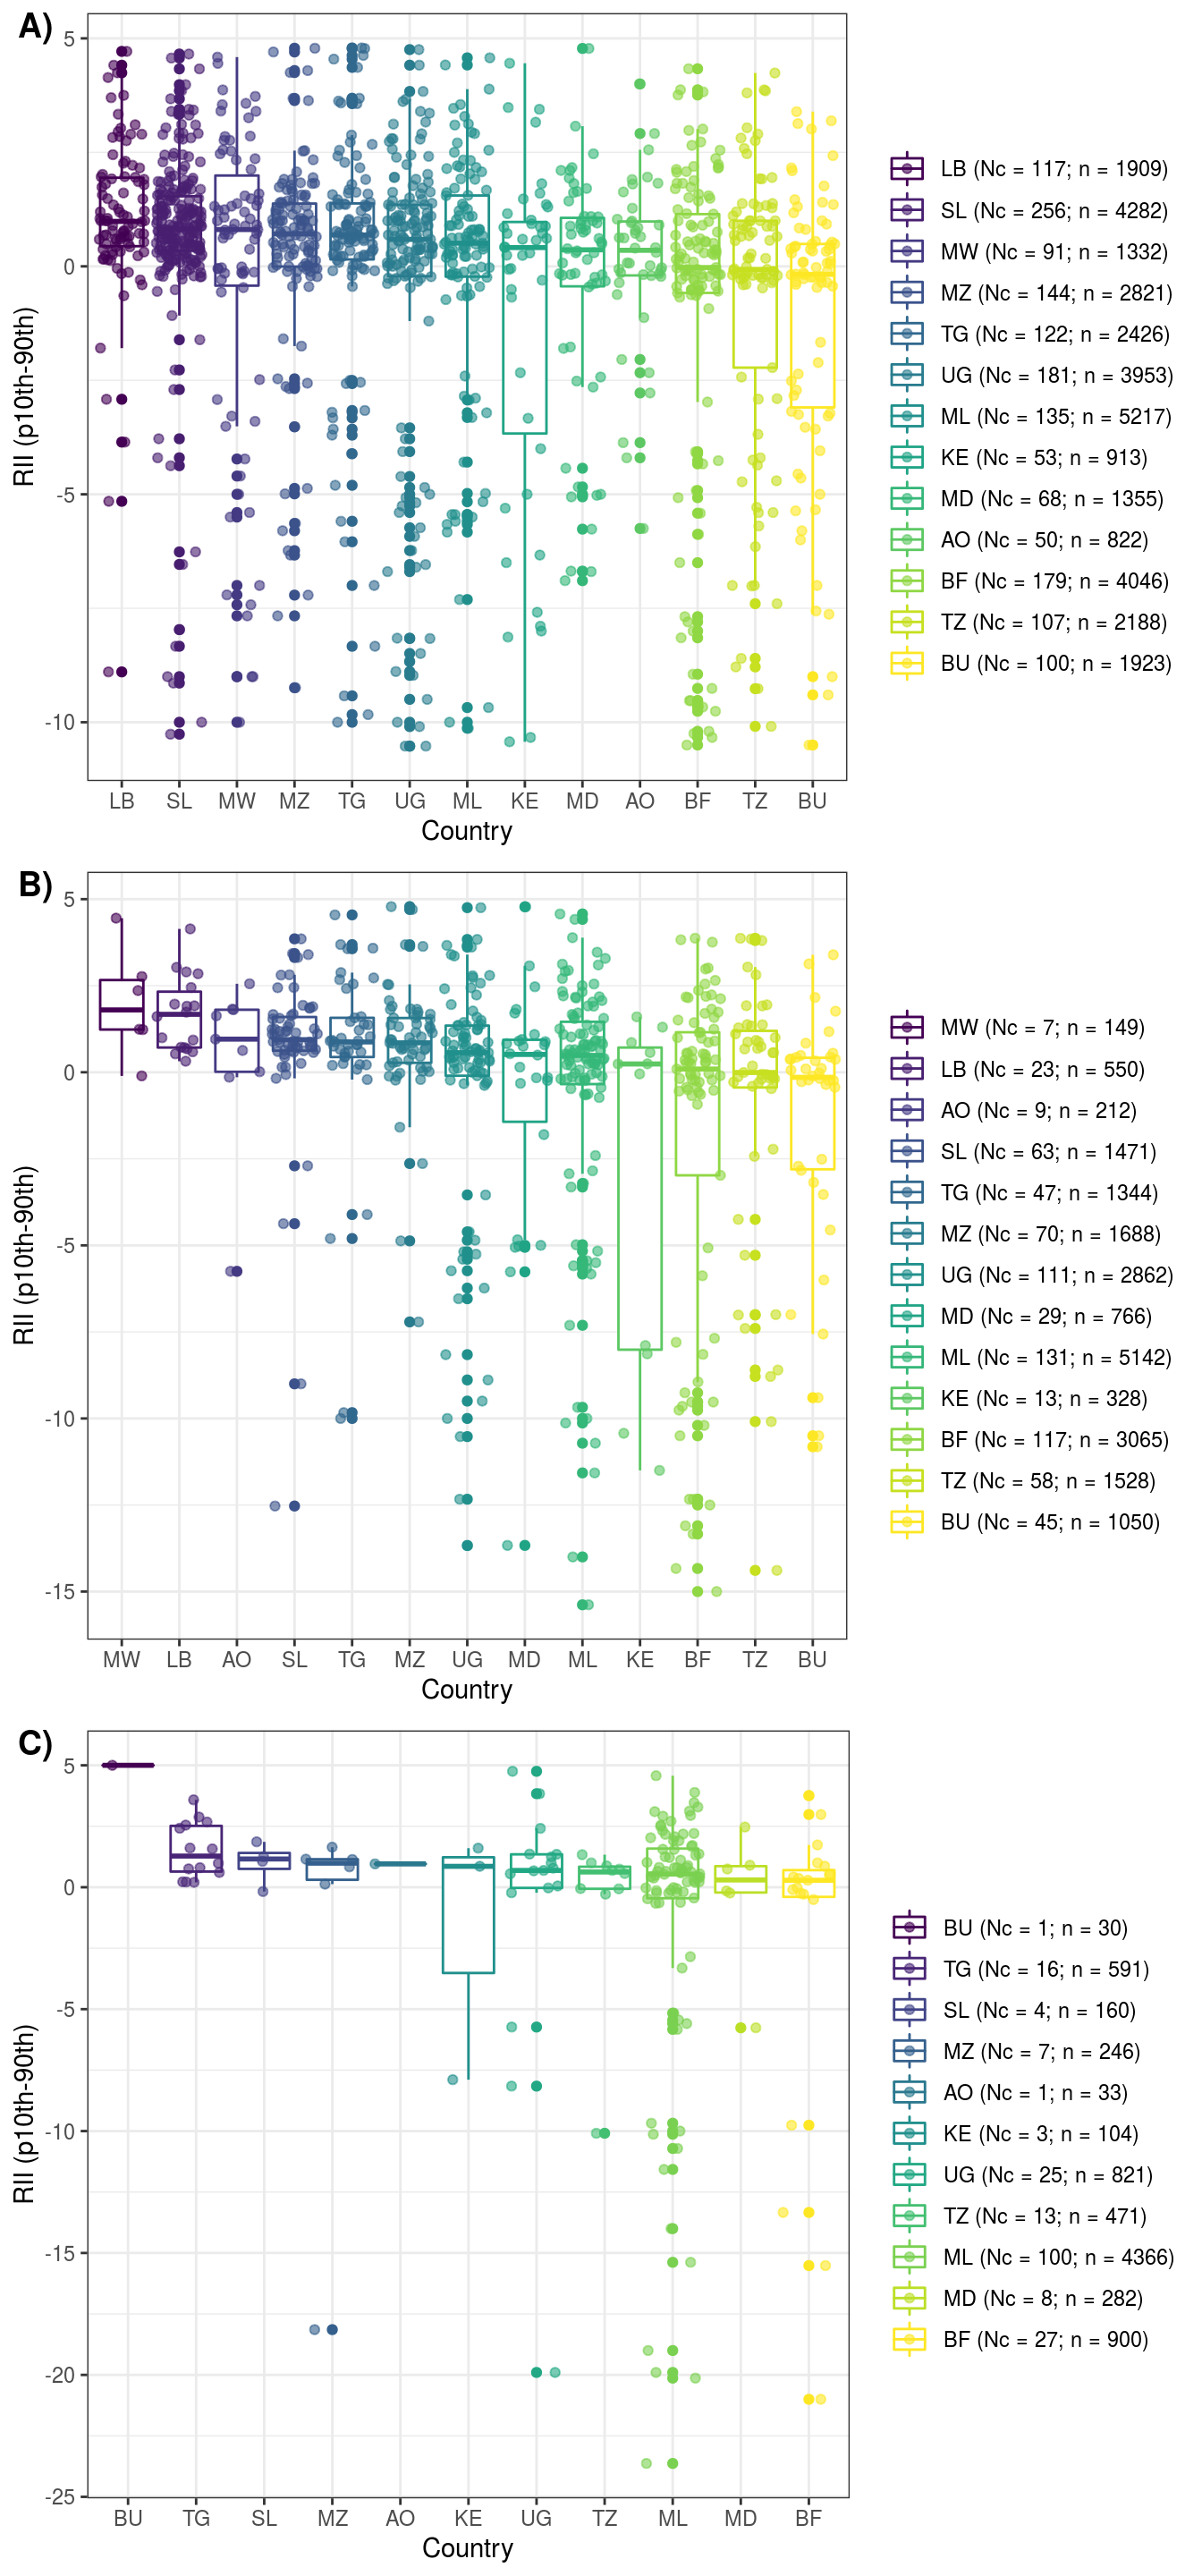 A)
5
0
-5
-10
RII (p10th-90th)
LB SL MW MZ TG UG ML KE MD AO BF TZ BU
Country
LB (Nc = 117; n = 1909)
SL (Nc = 256; n = 4282)
MW (Nc = 91; n = 1332)
MZ (Nc = 144; n = 2821)
TG (Nc = 122; n = 2426)
UG (Nc = 181; n = 3953)
ML (Nc = 135; n = 5217)
KE (Nc = 53; n = 913)
MD (Nc = 68; n = 1355)
AO (Nc = 50; n = 822)
BF (Nc = 179; n = 4046)
TZ (Nc = 107; n = 2188)
BU (Nc = 100; n = 1923)
B)
5
0
-5
-10
-15
RII (p10th-90th)
MW LB AO SL TG MZ UG MD ML KE BF TZ BU
Country
MW (Nc = 7; n = 149)
LB (Nc = 23; n = 550)
AO (Nc = 9; n = 212)
SL (Nc = 63; n = 1471)
TG (Nc = 47; n = 1344)
MZ (Nc = 70; n = 1688)
UG (Nc = 111; n = 2862)
MD (Nc = 29; n = 766)
ML (Nc = 131; n = 5142)
KE (Nc = 13; n = 328)
BF (Nc = 117; n = 3065)
TZ (Nc = 58; n = 1528)
BU (Nc = 45; n = 1050)
C)
5
0
-5
-10
-15
-20
-25
RII (p10th-90th)
BU TG SL MZ AO KE UG TZ ML MD BF
Country
BU (Nc = 1; n = 30)
TG (Nc = 16; n = 591)
SL (Nc = 4; n = 160)
MZ (Nc = 7; n = 246)
AO (Nc = 1; n = 33)
KE (Nc = 3; n = 104)
UG (Nc = 25; n = 821)
TZ (Nc = 13; n = 471)
ML (Nc = 100; n = 4366)
MD (Nc = 8; n = 282)
BF (Nc = 27; n = 900)